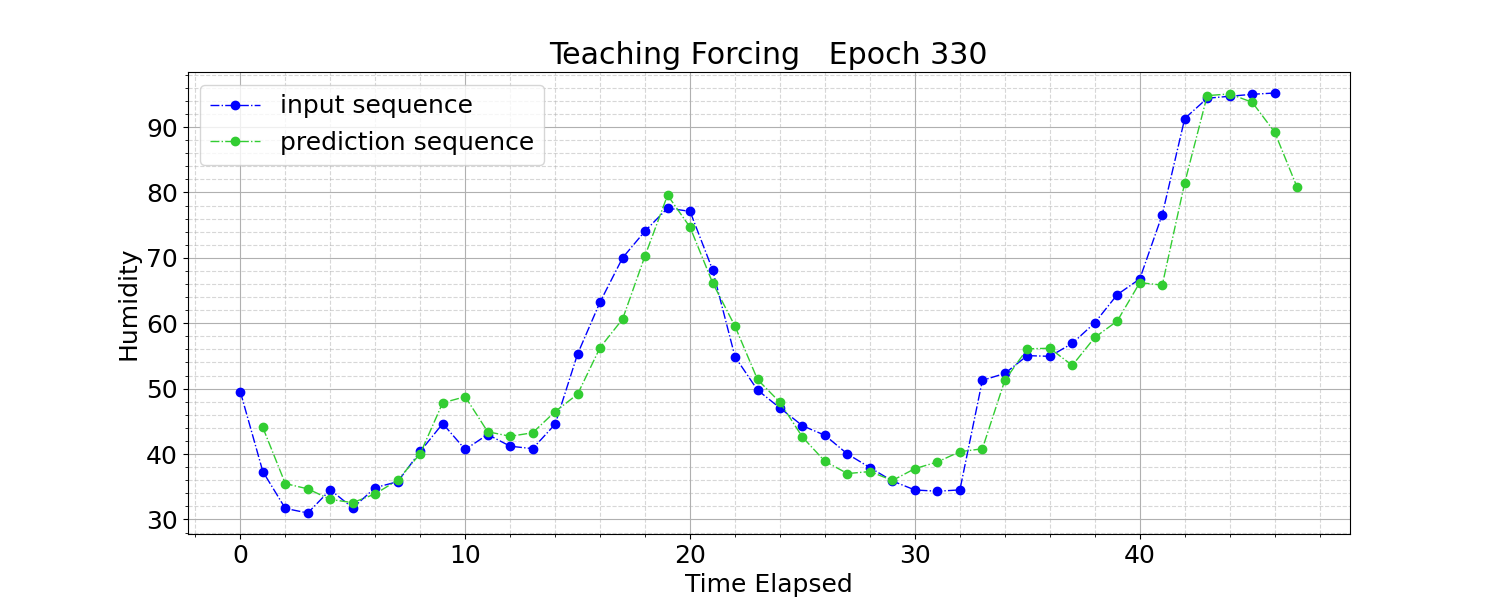 Teaching Forcing   Epoch 330
input sequence
prediction sequence
Humidity
90
80
70
60
50
40
30
0 10 20 30 40
Time Elapsed